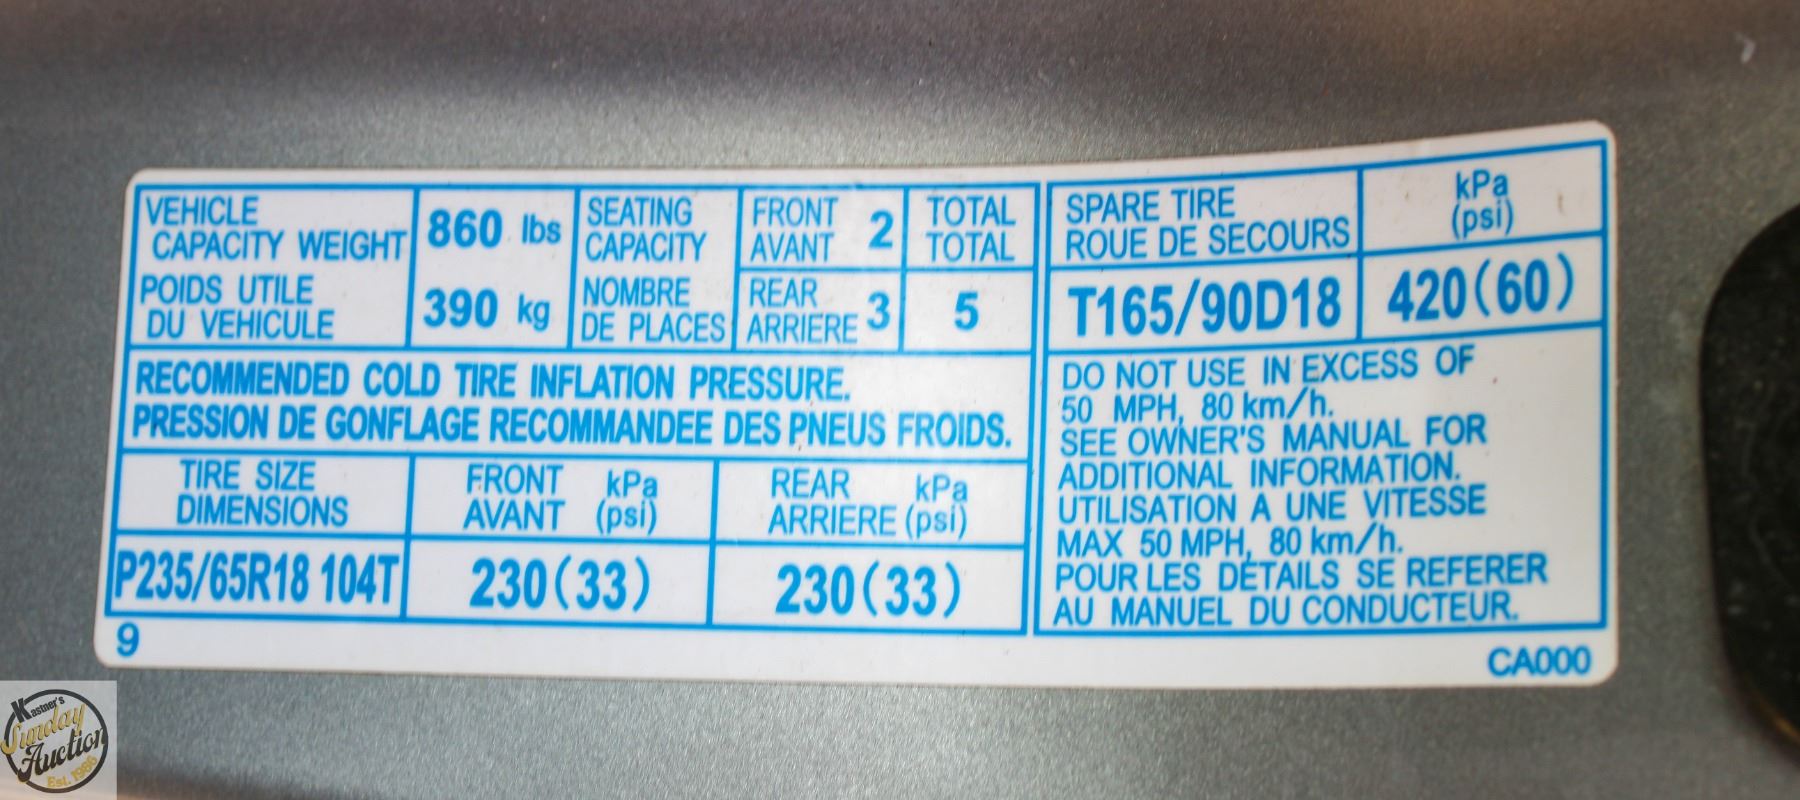 VEHICLE
CAPACITY WEIGHT
POIDS UTILE
DU VEHICULE
860 lbs
390 kg
SEATING
CAPACITY
NOMBRE
DE PLACES
FRONT
AVANT 2
REAR
ARRIERE 3
TOTAL
TOTAL
5
RECOMMENDED COLD TIRE INFLATION PRESSURE.
PRESSION DE GONFLAGE RECOMMANDEE DES PNEUS FROIDS.
TIRE SIZE
DIMENSIONS
FRONT kPa
AVANT (psi)
REAR kPa
ARRIERE (psi)
P235/65R18 104T
230(33)
230(33)
9
SPARE TIRE
ROUE DE SECOURS
kPa
(psi)
T165/90D18
420(60)
DO NOT USE IN EXCESS OF
50 MPH, 80 km/h.
SEE OWNER'S MANUAL FOR
ADDITIONAL INFORMATION.
UTILISATION A UNE VITESSE
MAX 50 MPH, 80 km/h.
POUR LES DETAILS SE REFERER
AU MANUEL DU CONDUCTEUR.
CA000
Kastner's
Sunday
Auction
Est. 1986